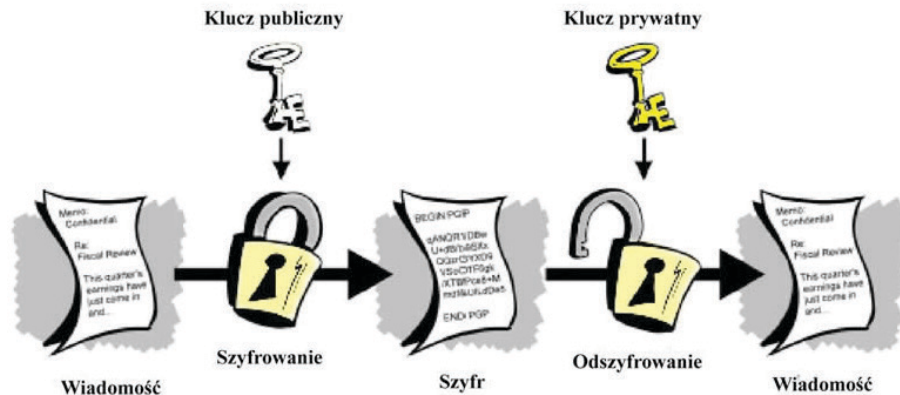 Klucz publiczny
Klucz prywatny
Memo:
Confidential
Re:
Fiscal Review
This quarter's
earnings have
just come in
and...
BEGIN PGP
END PGP
Memo:
Confidential
Re:
Fiscal Review
This quarter's
earnings have
just come in
and...
Szyfrowanie
Odszyfrowanie
Wiadomość
Szyfr
Wiadomość